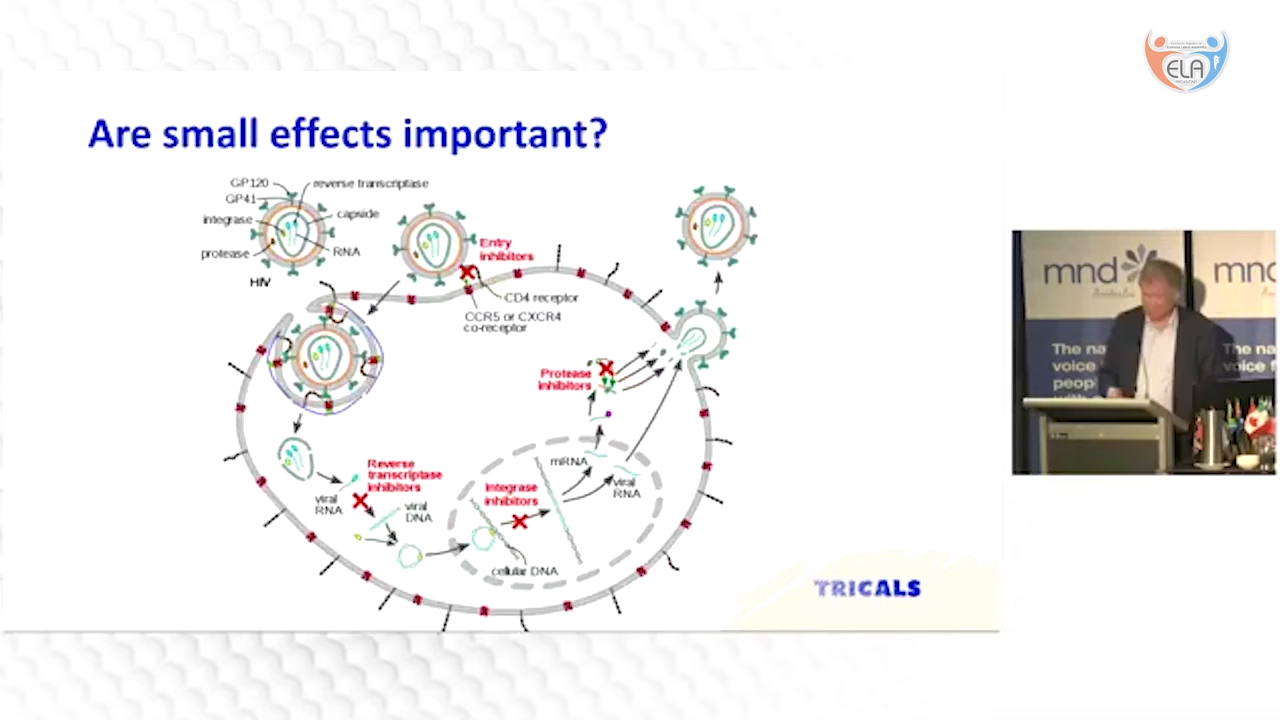 ELA
Are small effects important?
GP120
reverse transcriptase
GP41
integrase
capside
protease
RNA
HIV
Entry
inhibitors
CD4 receptor
CCR5 or CXCR4
co-receptor
Protease
inhibitors
Reverse
transcriptase
inhibitors
viral
RNA
viral
DNA
Integrase
inhibitors
mRNA
viral
RNA
cellular DNA
TRICALS
mnd
Australia
The na
voice
peop
mnd
The na
voice f